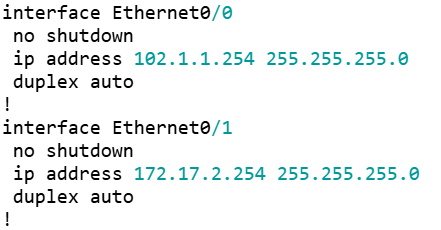 interface Ethernet0/0
 no shutdown
 ip address 102.1.1.254 255.255.255.0
 duplex auto
!
interface Ethernet0/1
 no shutdown
 ip address 172.17.2.254 255.255.255.0
 duplex auto
!